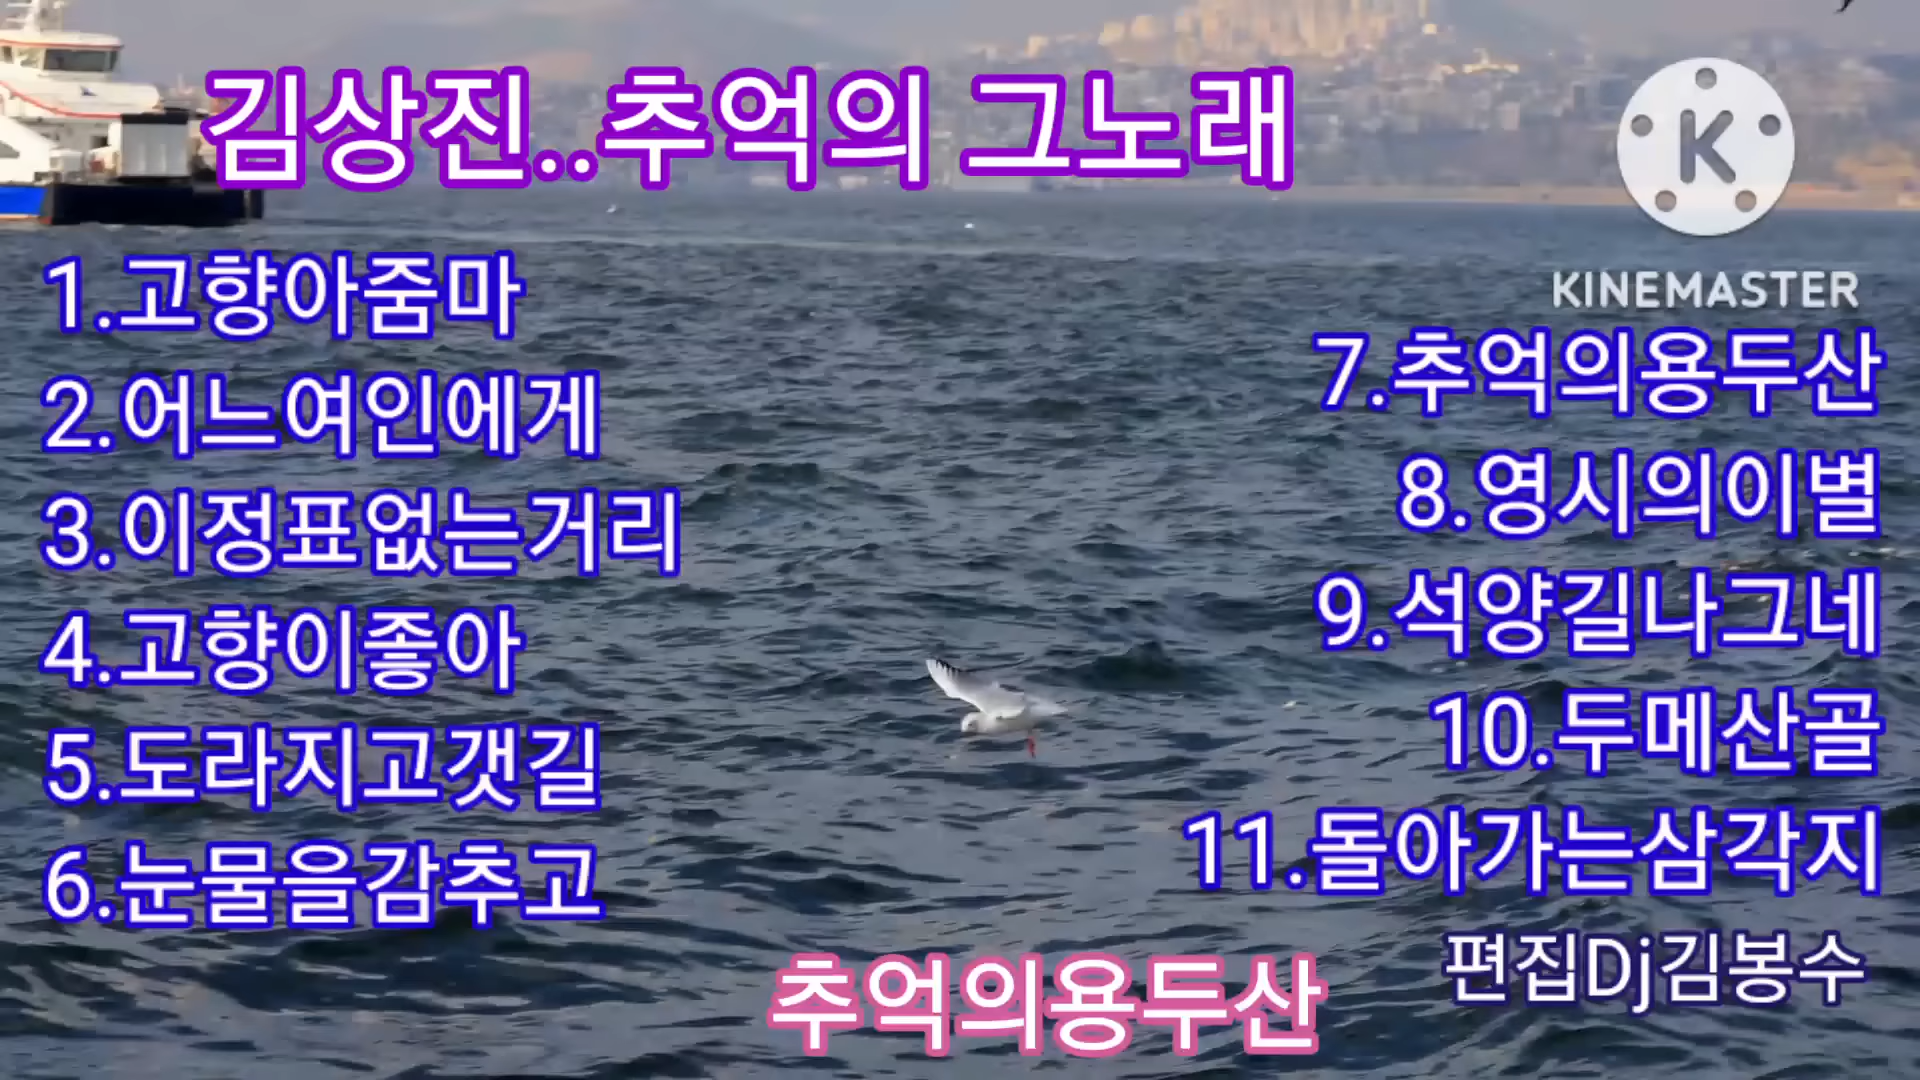 김상진..추억의 그노래
K
KINEMASTER
1.고향아줌마
2.어느여인에게
3.이정표없는거리
4.고향이좋아
5.도라지고갯길
6.눈물을감추고
7.추억의용두산
8.영시의이별
9.석양길나그네
10.두메산골
11.돌아가는삼각지
편집Dj김봉수
추억의용두산